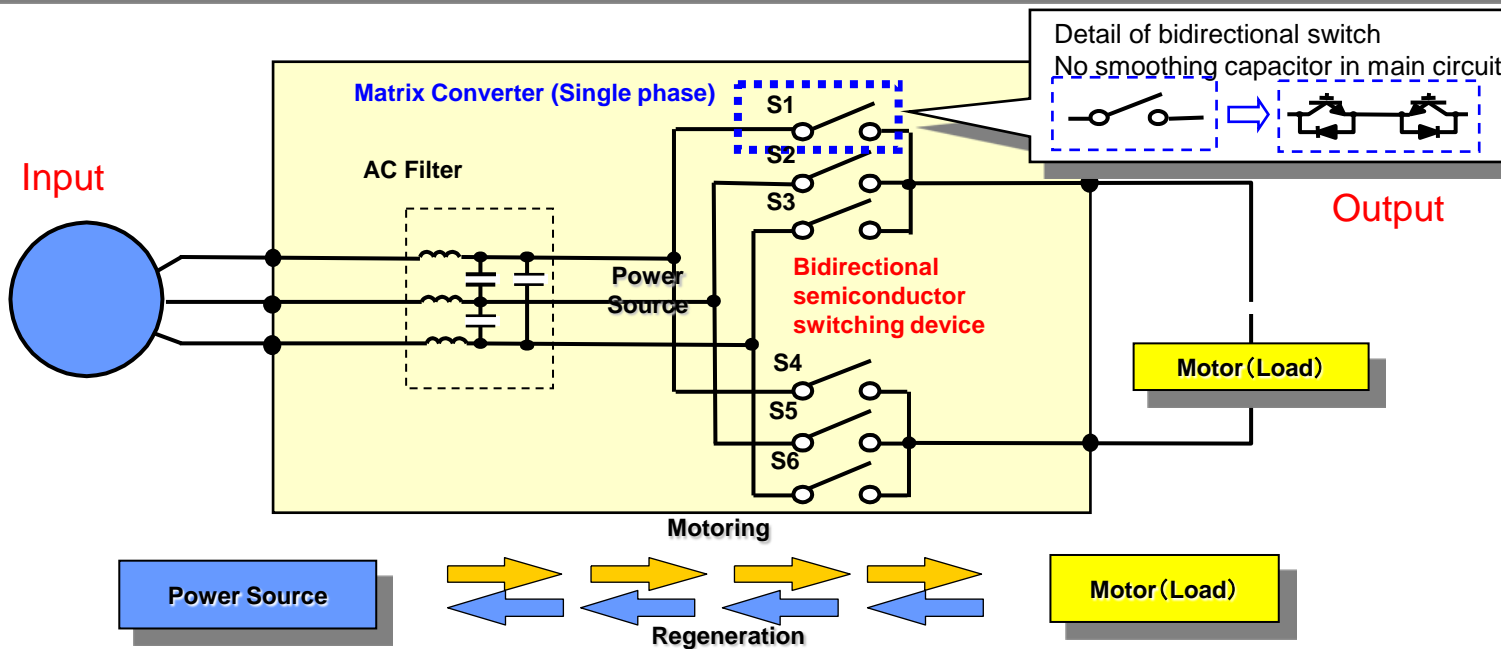 Detail of bidirectional switch
No smoothing capacitor in main circuit
Matrix Converter (Single phase)
S1
S2
S3
AC Filter
Input
Output
Power
Source
Bidirectional
semiconductor
switching device
S4
S5
S6
Motor（Load）
Motoring
Power Source
Motor（Load）
Regeneration